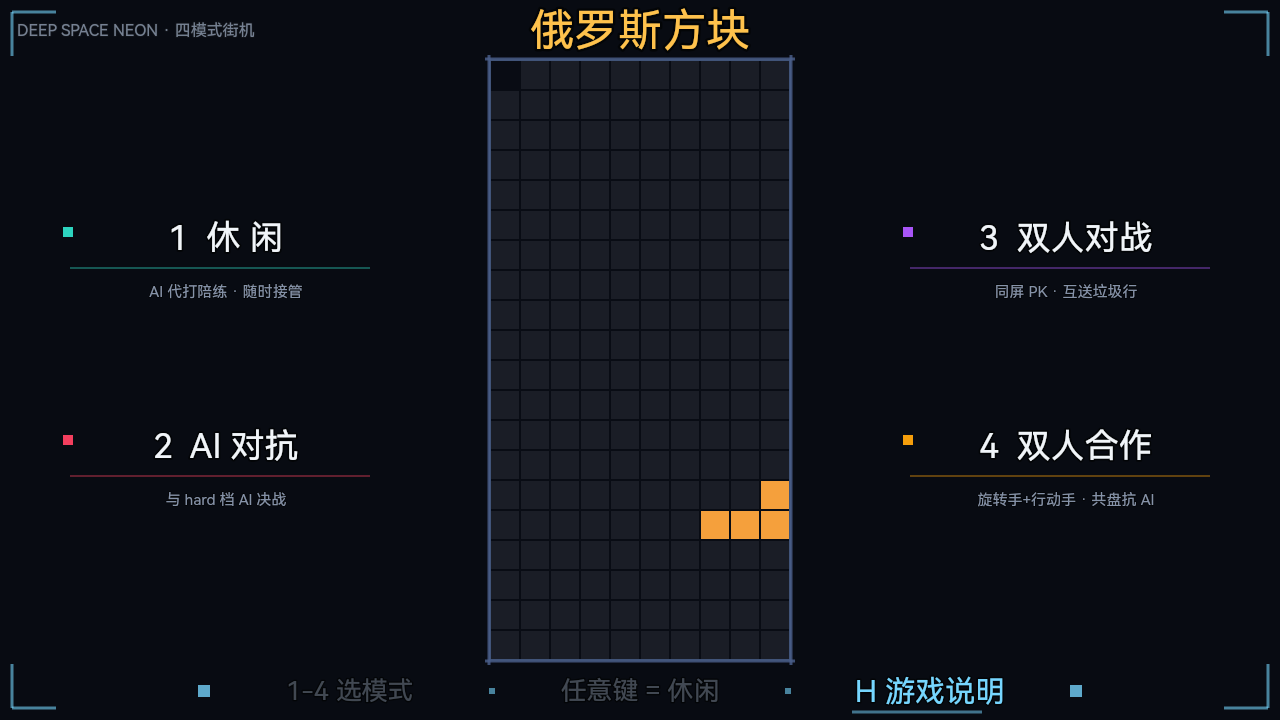 DEEP SPACE NEON · 四模式街机
俄罗斯方块
1 休 闲
AI 代打陪练 · 随时接管
2 AI 对抗
与 hard 档 AI 决战
3 双人对战
同屏 PK · 互送垃圾行
4 双人合作
旋转手+行动手 · 共盘抗 AI
1-4 选模式
任意键 = 休闲
H 游戏说明